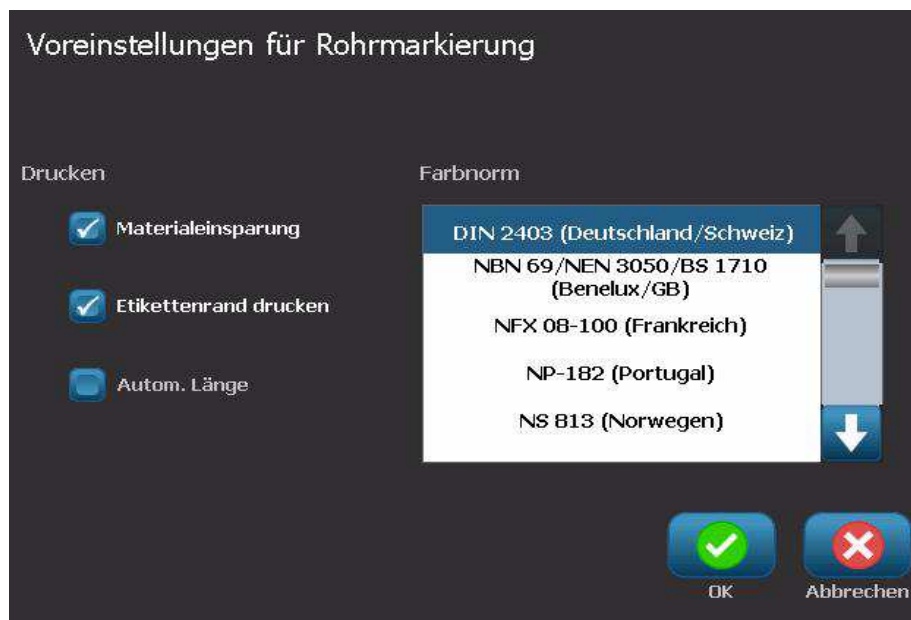 Voreinstellungen für Rohrmarkierung
Drucken
Materialeinsparung
Etikettenrand drucken
Autom. Länge
Farbnorm
DIN 2403 (Deutschland/Schweiz)
NBN 69/NEN 3050/BS 1710
(Benelux/GB)
NFX 08-100 (Frankreich)
NP-182 (Portugal)
NS 813 (Norwegen)
OK
Abbrechen